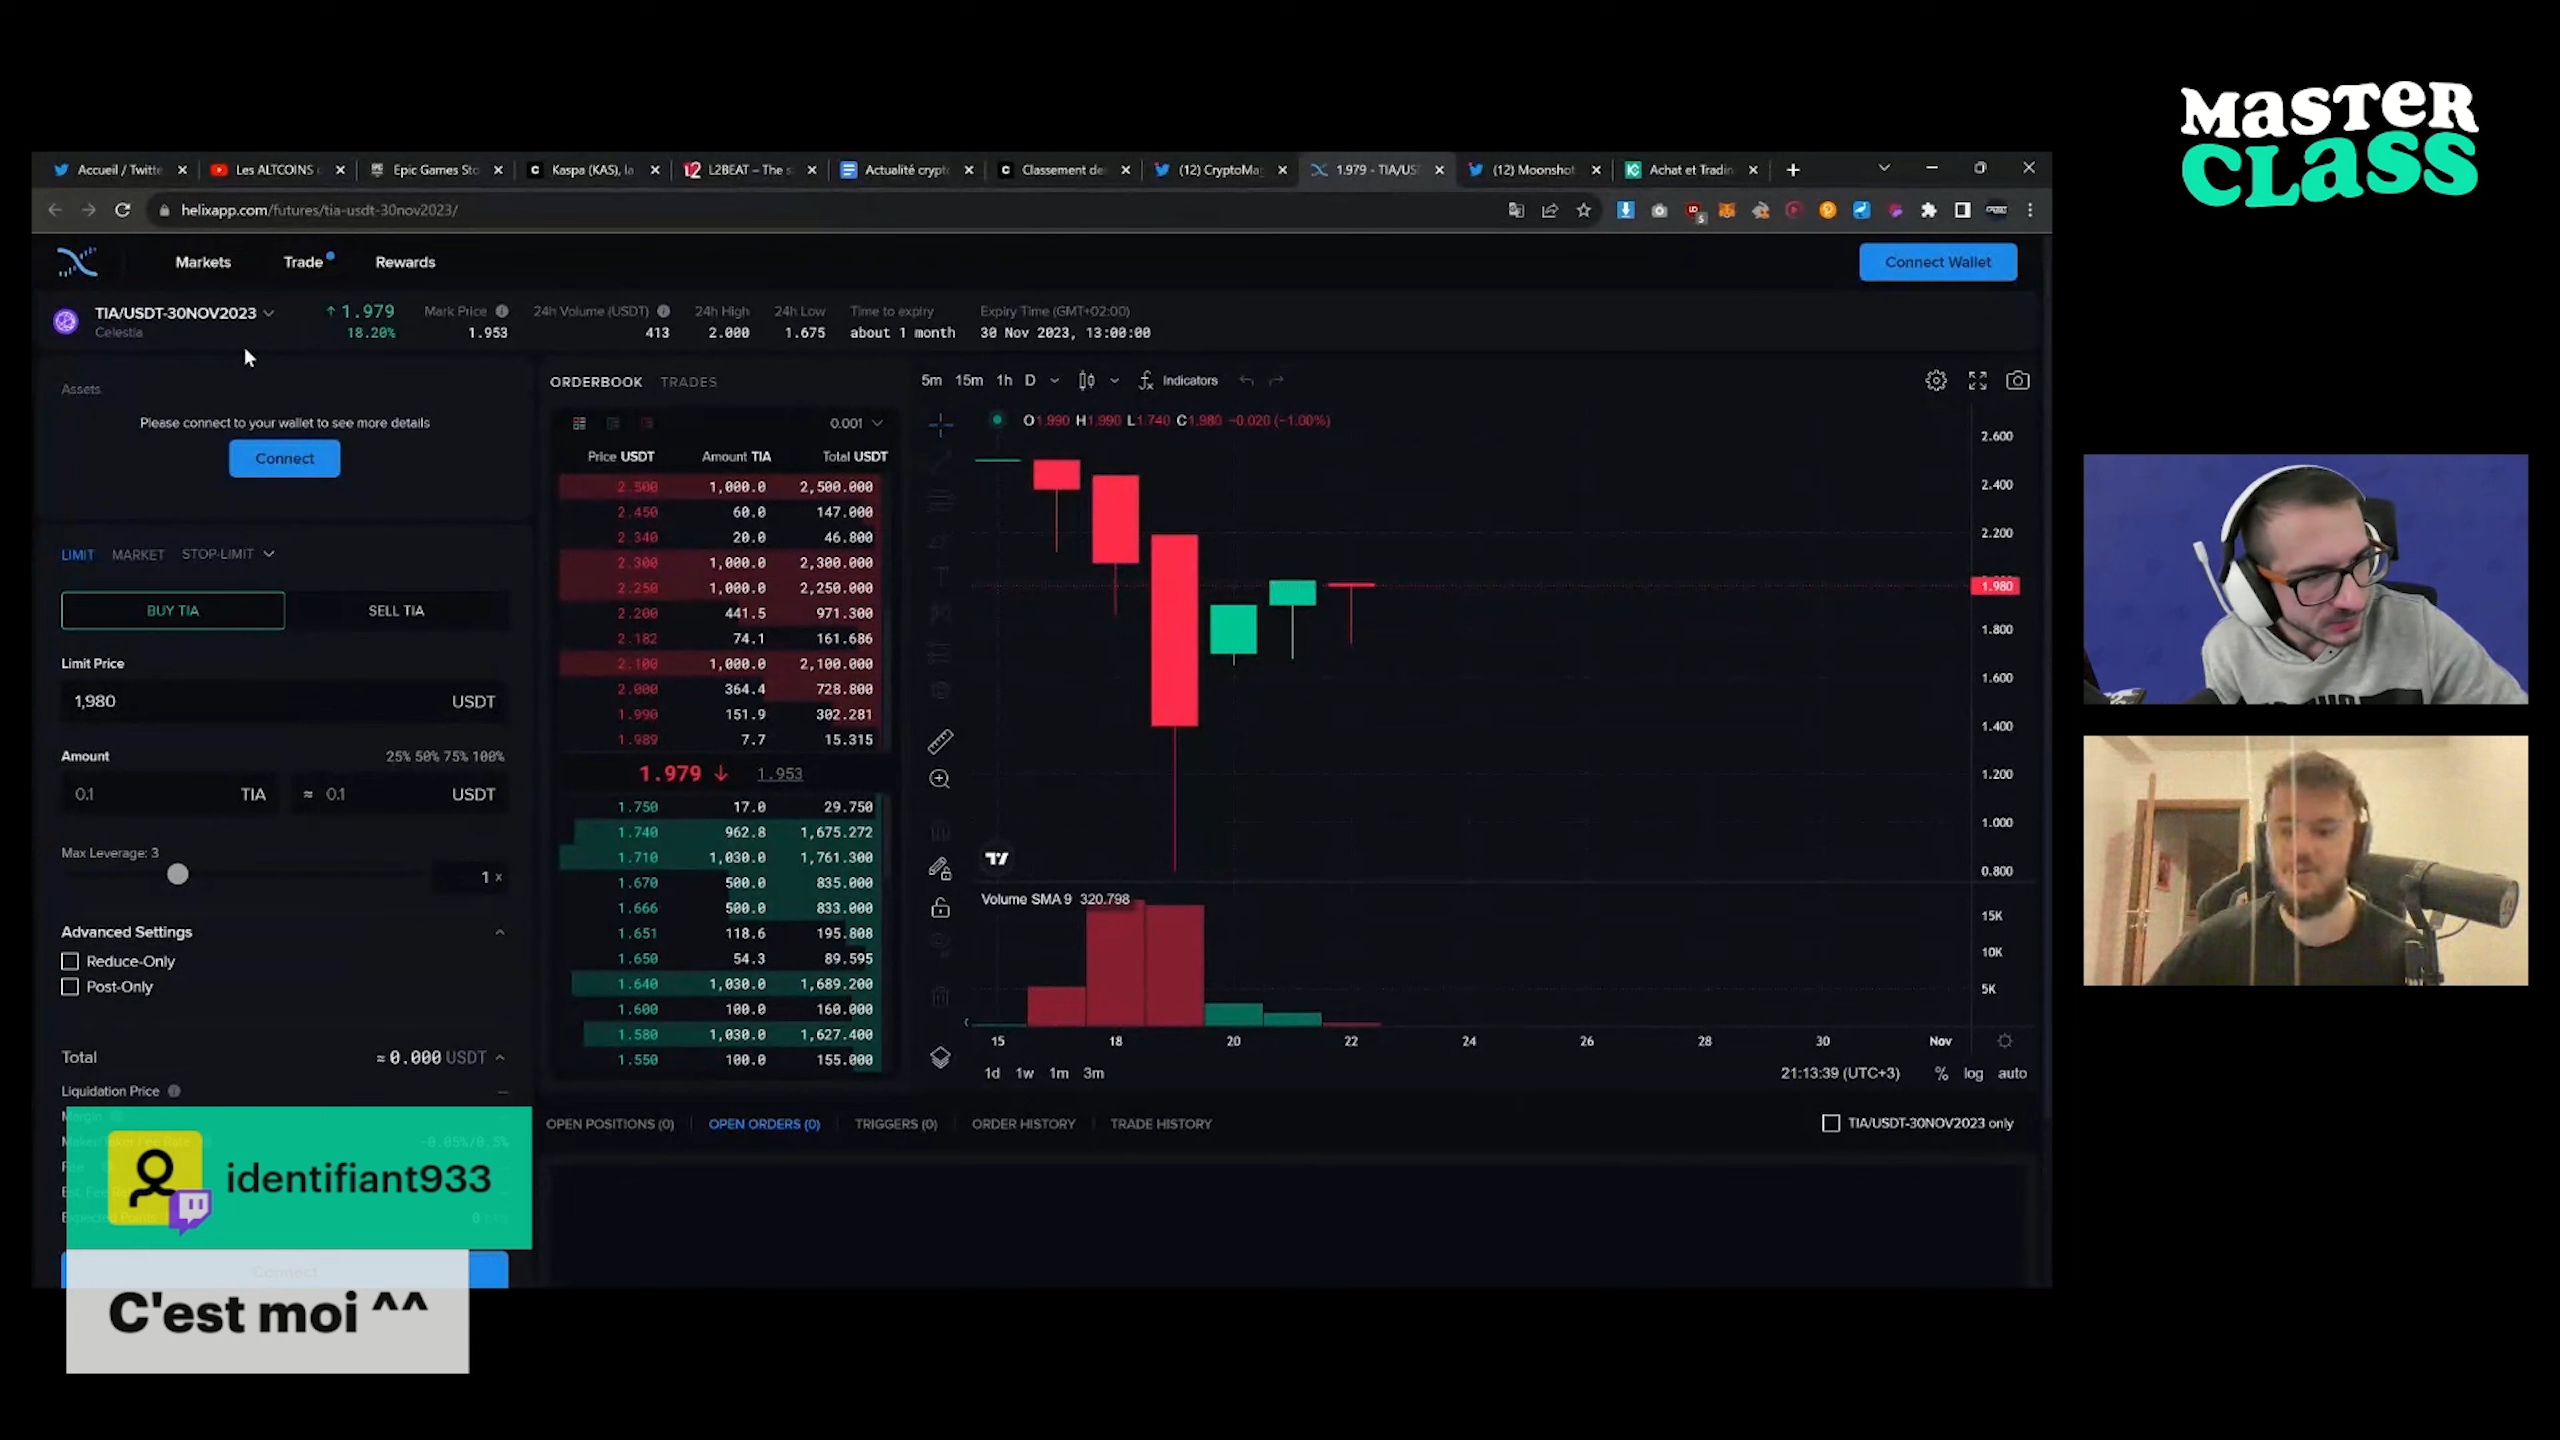 MASTER
CLASS
Accueil / Twitte
Les ALTCOINS
Epic Games Sto
Kaspa (KAS), la
L2BEAT – The s
Actualité crypt
Classement de
(12) CryptoMa
1.979 - TIA/US
(12) Moonshot
Achat et Tradin
helixapp.com/futures/tia-usdt-30nov2023/
Markets Trade Rewards
Connect Wallet
TIA/USDT-30NOV2023
Celestia
↑ 1.979
18.20%
Mark Price
1.953
24h Volume (USDT)
413
24h High
2.000
24h Low
1.675
Time to expiry
about 1 month
Expiry Time (GMT+02:00)
30 Nov 2023, 13:00:00
Assets
Please connect to your wallet to see more details
Connect
LIMIT MARKET STOP-LIMIT
BUY TIA SELL TIA
Limit Price
1,980 USDT
Amount 25% 50% 75% 100%
0.1 TIA ≈ 0.1 USDT
Max Leverage: 3
1 ×
Advanced Settings
Reduce-Only
Post-Only
Total ≈ 0.000 USDT
Liquidation Price —
ORDERBOOK TRADES
0.001
Price USDT Amount TIA Total USDT
2.500 1,000.0 2,500.000
2.450 60.0 147.000
2.340 20.0 46.800
2.300 1,000.0 2,300.000
2.250 1,000.0 2,250.000
2.200 441.5 971.300
2.182 74.1 161.686
2.100 1,000.0 2,100.000
2.000 364.4 728.800
1.990 151.9 302.281
1.989 7.7 15.315
1.979 ↓ 1.953
1.750 17.0 29.750
1.740 962.8 1,675.272
1.710 1,030.0 1,761.300
1.670 500.0 835.000
1.666 500.0 833.000
1.651 118.6 195.808
1.650 54.3 89.595
1.640 1,030.0 1,689.200
1.600 100.0 160.000
1.580 1,030.0 1,627.400
1.550 100.0 155.000
5m 15m 1h D Indicators
O1.990 H1.990 L1.740 C1.980 −0.020 (−1.00%)
2.600
2.400
2.200
1.980
1.800
1.600
1.400
1.200
1.000
0.800
Volume SMA 9 320.798
15K
10K
5K
15 18 20 22 24 26 28 30 Nov
1d 1w 1m 3m
21:13:39 (UTC+3) % log auto
OPEN POSITIONS (0) OPEN ORDERS (0) TRIGGERS (0) ORDER HISTORY TRADE HISTORY
TIA/USDT-30NOV2023 only
identifiant933
C'est moi ^^